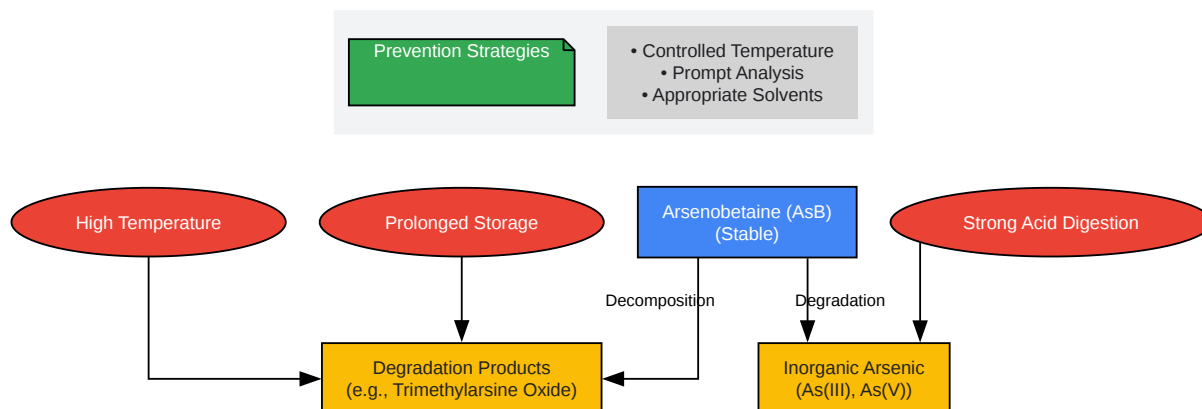 Prevention Strategies
• Controlled Temperature
• Prompt Analysis
• Appropriate Solvents
High Temperature
Prolonged Storage
Arsenobetaine (AsB)
(Stable)
Strong Acid Digestion
Decomposition
Degradation
Degradation Products
(e.g., Trimethylarsine Oxide)
Inorganic Arsenic
(As(III), As(V))